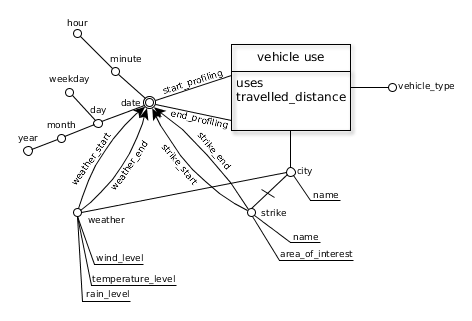 hour
minute
weekday
date
day
month
year
start_profiling
end_profiling
vehicle use
uses
travelled_distance
vehicle_type
weather_start
weather_end
strike_end
strike_start
city
name
weather
strike
name
area_of_interest
wind_level
temperature_level
rain_level